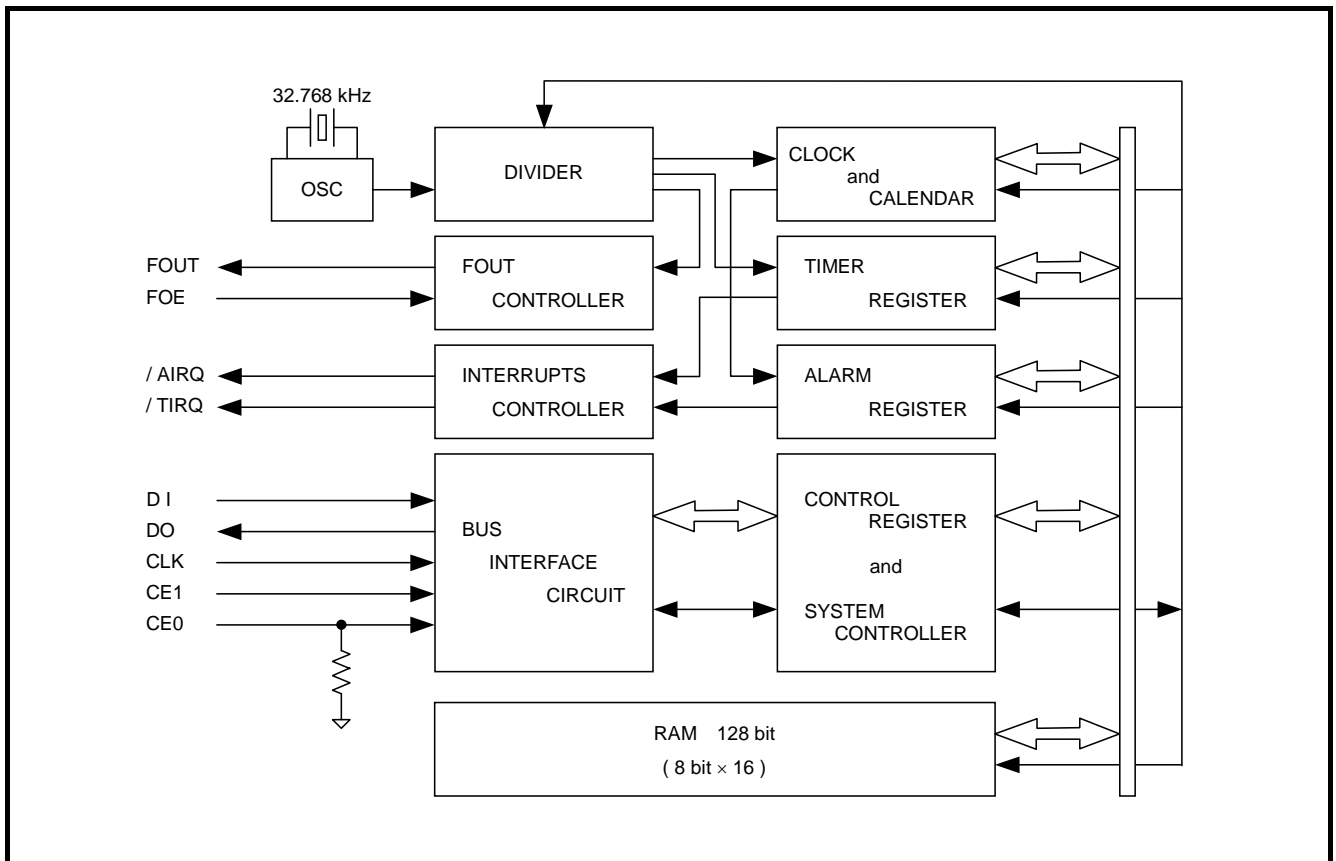 32.768 kHz
OSC
DIVIDER
CLOCK
and
CALENDAR
FOUT
FOE
FOUT
CONTROLLER
TIMER
REGISTER
/ AIRQ
/ TIRQ
INTERRUPTS
CONTROLLER
ALARM
REGISTER
D I
DO
CLK
CE1
CE0
BUS
INTERFACE
CIRCUIT
CONTROL
REGISTER
and
SYSTEM
CONTROLLER
RAM 128 bit
( 8 bit × 16 )